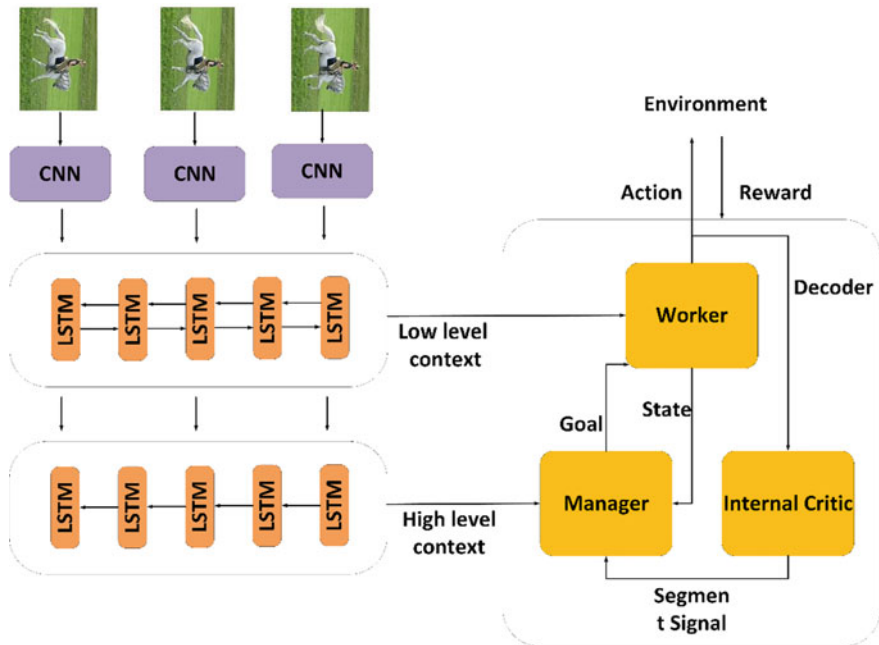 CNN
CNN
CNN
LSTM
LSTM
LSTM
LSTM
LSTM
Low level
context
LSTM
LSTM
LSTM
LSTM
LSTM
High level
context
Environment
Action
Reward
Decoder
Worker
Goal
State
Manager
Internal Critic
Segmen
t Signal